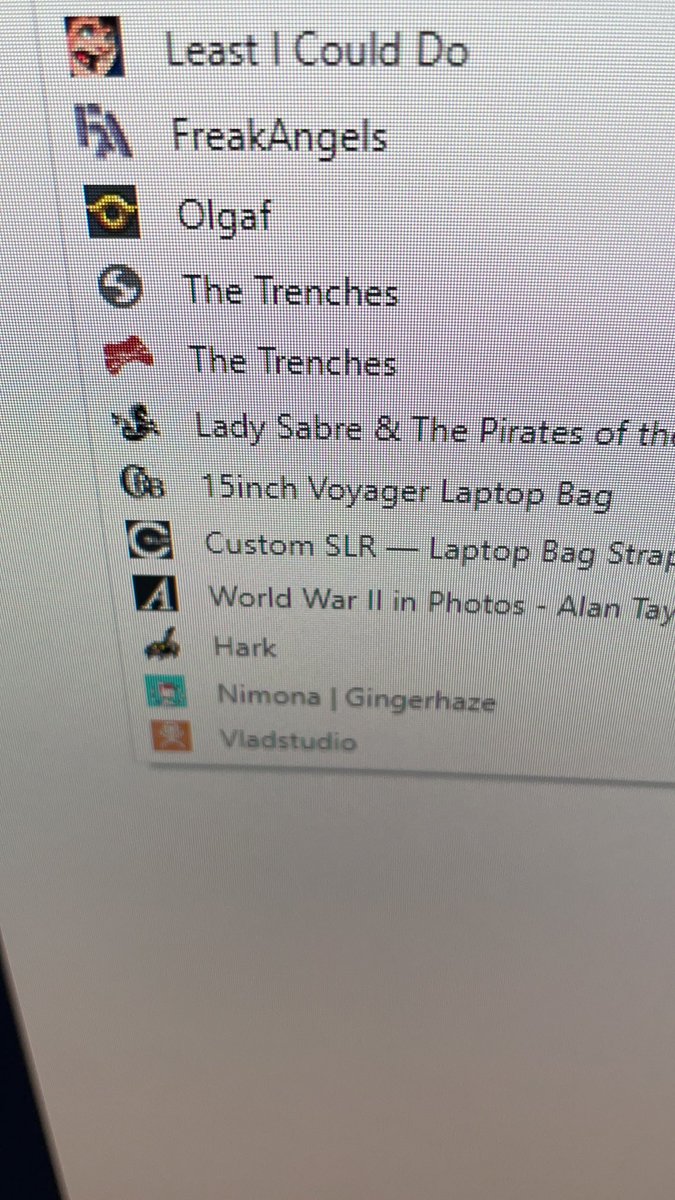 Least I Could Do
FreakAngels
Olgaf
The Trenches
The Trenches
Lady Sabre & The Pirates of the
15inch Voyager Laptop Bag
Custom SLR — Laptop Bag Strap
World War II in Photos - Alan Tay
Hark
Nimona | Gingerhaze
Vladstudio